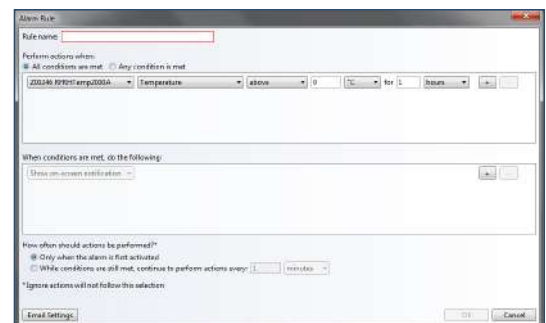 Alarm Rule
Rule name:
Perform actions when:
All conditions are met Any condition is met
Temperature above 0 °C for 1 hours +
When conditions are met, do the following:
Show on-screen notification +
How often should actions be performed?*
Only when the alarm is first activated
While conditions are still met, continue to perform actions every: 1 minutes
*Ignore actions will not follow this selection
Email Settings OK Cancel